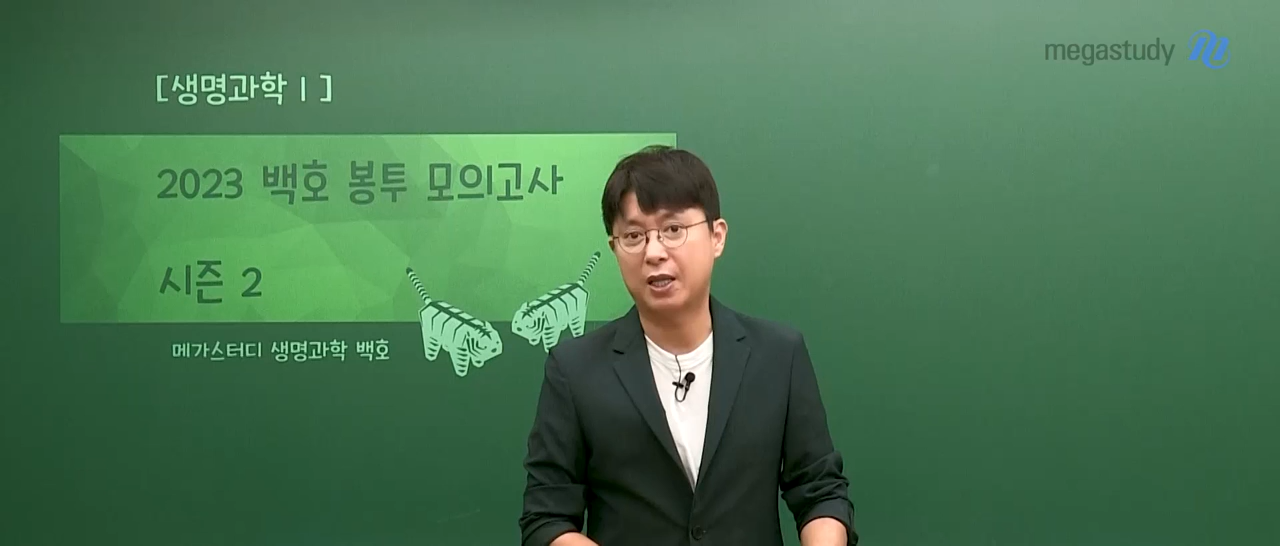 megastudy
[생명과학 I]
2023 백호 봉투 모의고사
시즌 2
메가스터디 생명과학 백호